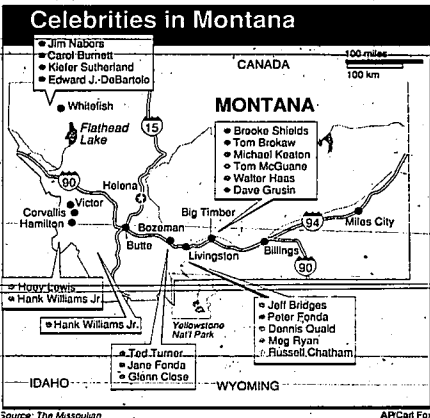 Celebrities in Montana
Jim Nabors
Carol Burnett
Kiefer Sutherland
Edward J. DeBartolo
100 miles
100 km
CANADA
Whitefish
Flathead
Lake
15
MONTANA
Brooke Shields
Tom Brokaw
Michael Keaton
Tom McGuane
Walter Haas
Dave Grusin
90
Helena
Victor
Corvallis
Hamilton
Big Timber
Bozeman
Butte
Livingston
Billings
94
Miles City
90
Huey Lewis
Hank Williams Jr.
Hank Williams Jr.
Yellowstone
Nat'l Park
Jeff Bridges
Peter Fonda
Dennis Quaid
Meg Ryan
Russell Chatham
Ted Turner
Jane Fonda
Glenn Close
IDAHO
WYOMING
Source: The Missoulian
AP/Carl Fox